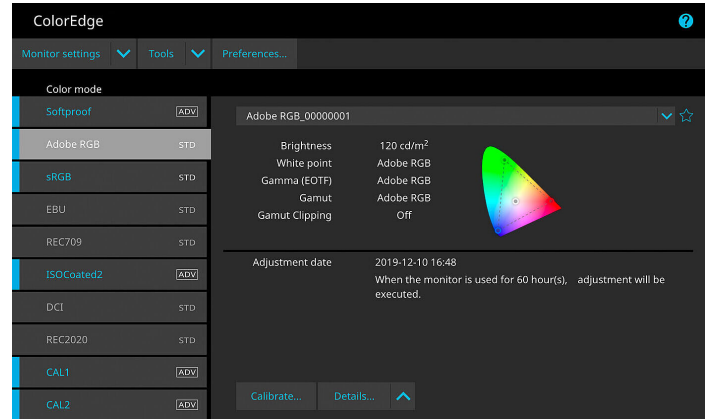 ColorEdge
?
Monitor settings Tools Preferences...
Color mode
Softproof ADV
Adobe RGB STD
sRGB STD
EBU STD
REC709 STD
ISOCoated2 ADV
DCI STD
REC2020 STD
CAL1 ADV
CAL2 ADV
Adobe RGB_00000001
Brightness 120 cd/m²
White point Adobe RGB
Gamma (EOTF) Adobe RGB
Gamut Adobe RGB
Gamut Clipping Off
Adjustment date 2019-12-10 16:48
When the monitor is used for 60 hour(s), adjustment will be
executed.
Calibrate... Details...